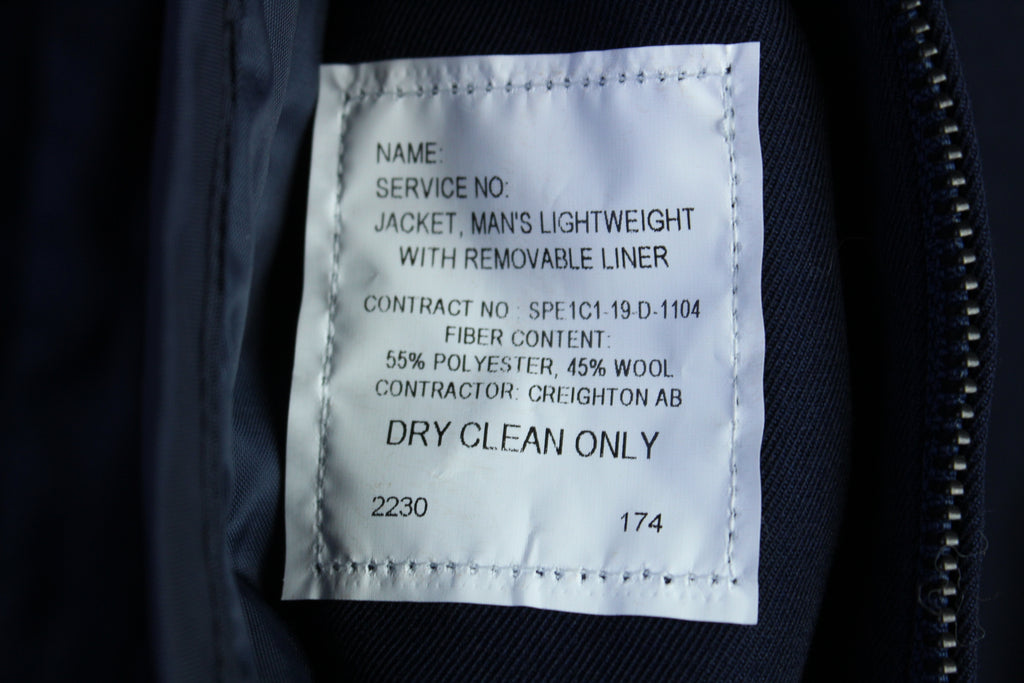 NAME:
SERVICE NO:
JACKET, MAN'S LIGHTWEIGHT
WITH REMOVABLE LINER
CONTRACT NO : SPE1C1-19-D-1104
FIBER CONTENT:
55% POLYESTER, 45% WOOL
CONTRACTOR: CREIGHTON AB
DRY CLEAN ONLY
2230 174